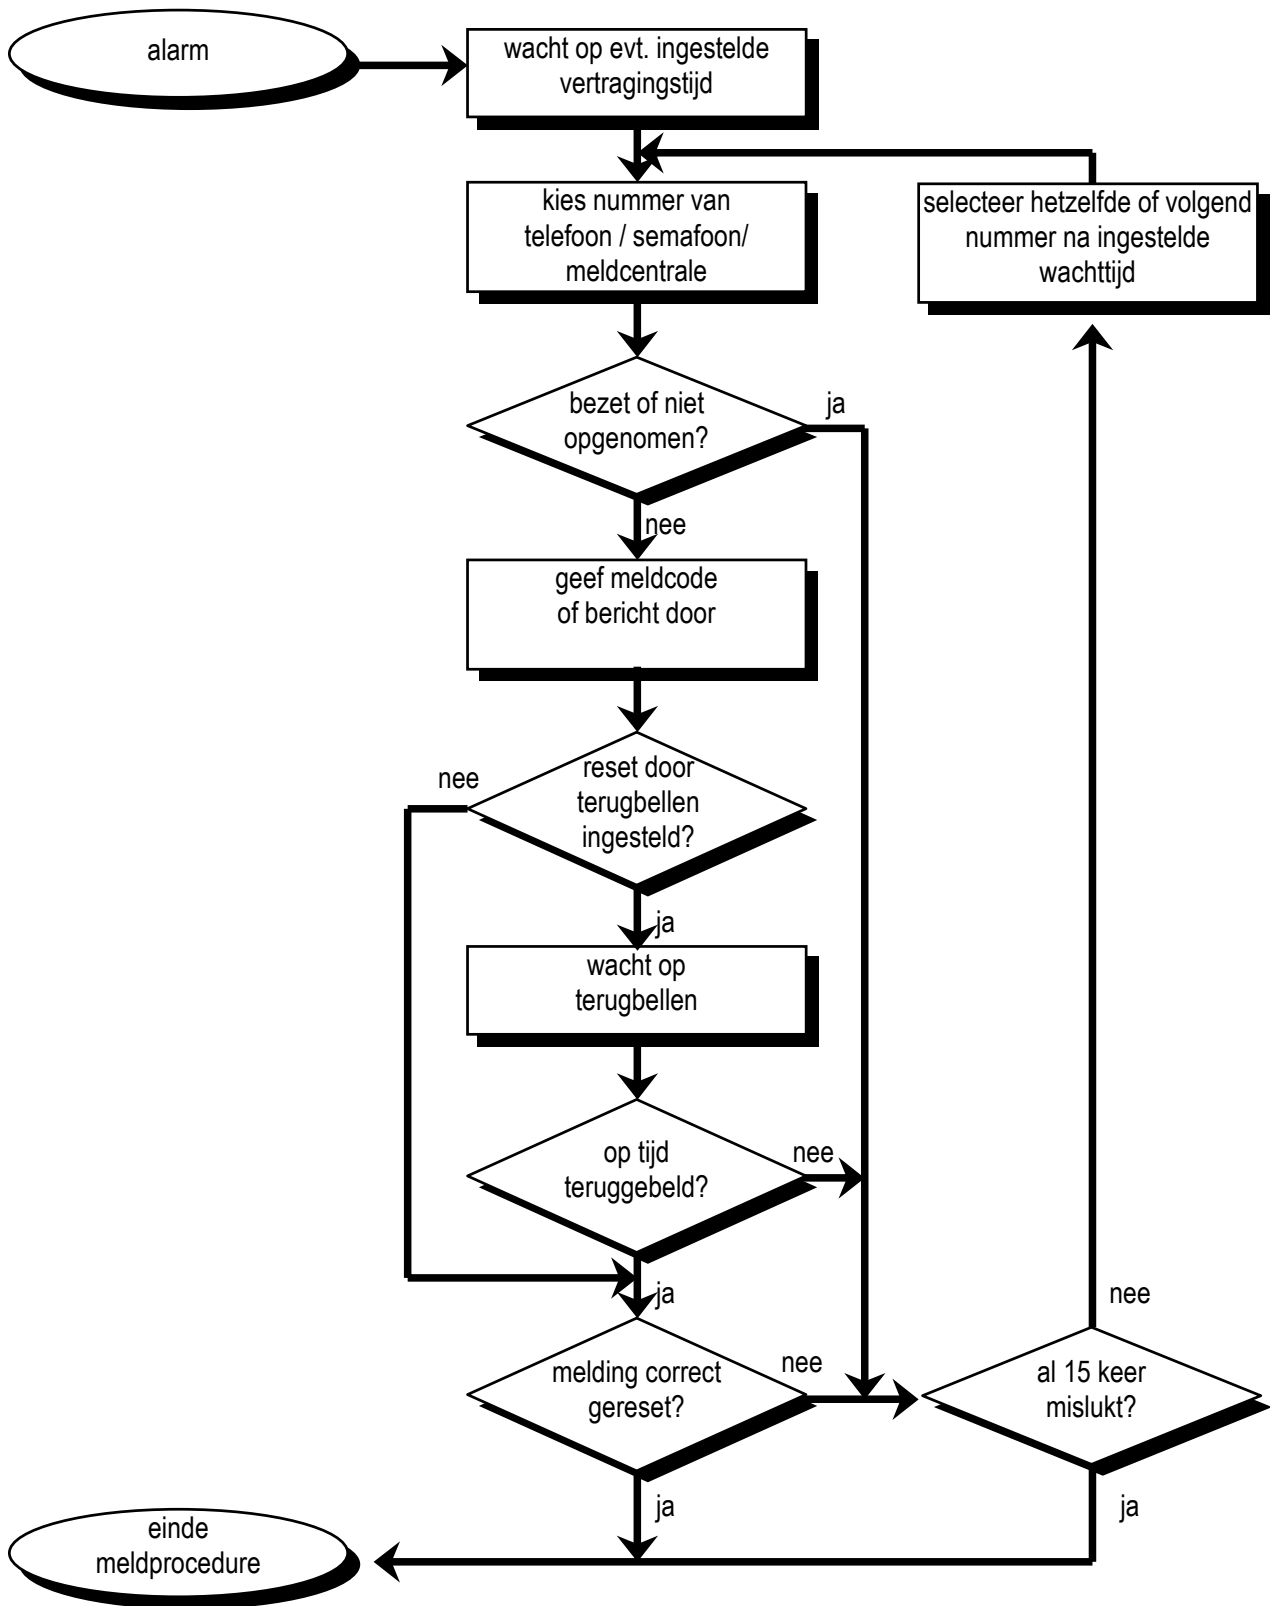 alarm
wacht op evt. ingestelde
vertragingstijd
kies nummer van
telefoon / semafoon/
meldcentrale
selecteer hetzelfde of volgend
nummer na ingestelde
wachttijd
bezet of niet
opgenomen?
ja
nee
geef meldcode
of bericht door
reset door
terugbellen
ingesteld?
nee
ja
wacht op
terugbellen
op tijd
teruggebeld?
nee
ja
melding correct
gereset?
nee
ja
al 15 keer
mislukt?
nee
ja
einde
meldprocedure